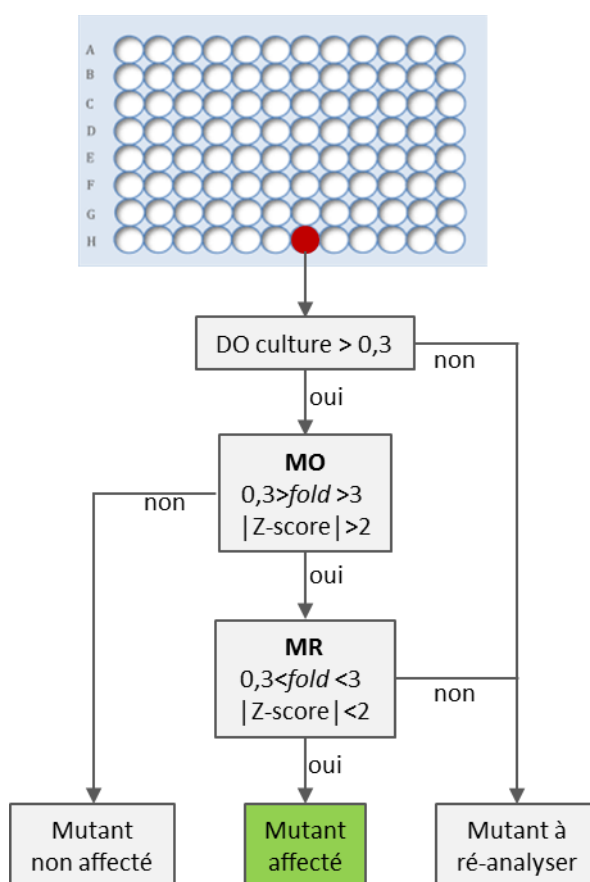 A
B
C
D
E
F
G
H
DO culture > 0,3
non
oui
MO
0,3>fold >3
|Z-score|>2
non
oui
MR
0,3<fold <3
|Z-score|<2
non
oui
Mutant
non affecté
Mutant
affecté
Mutant à
ré-analyser